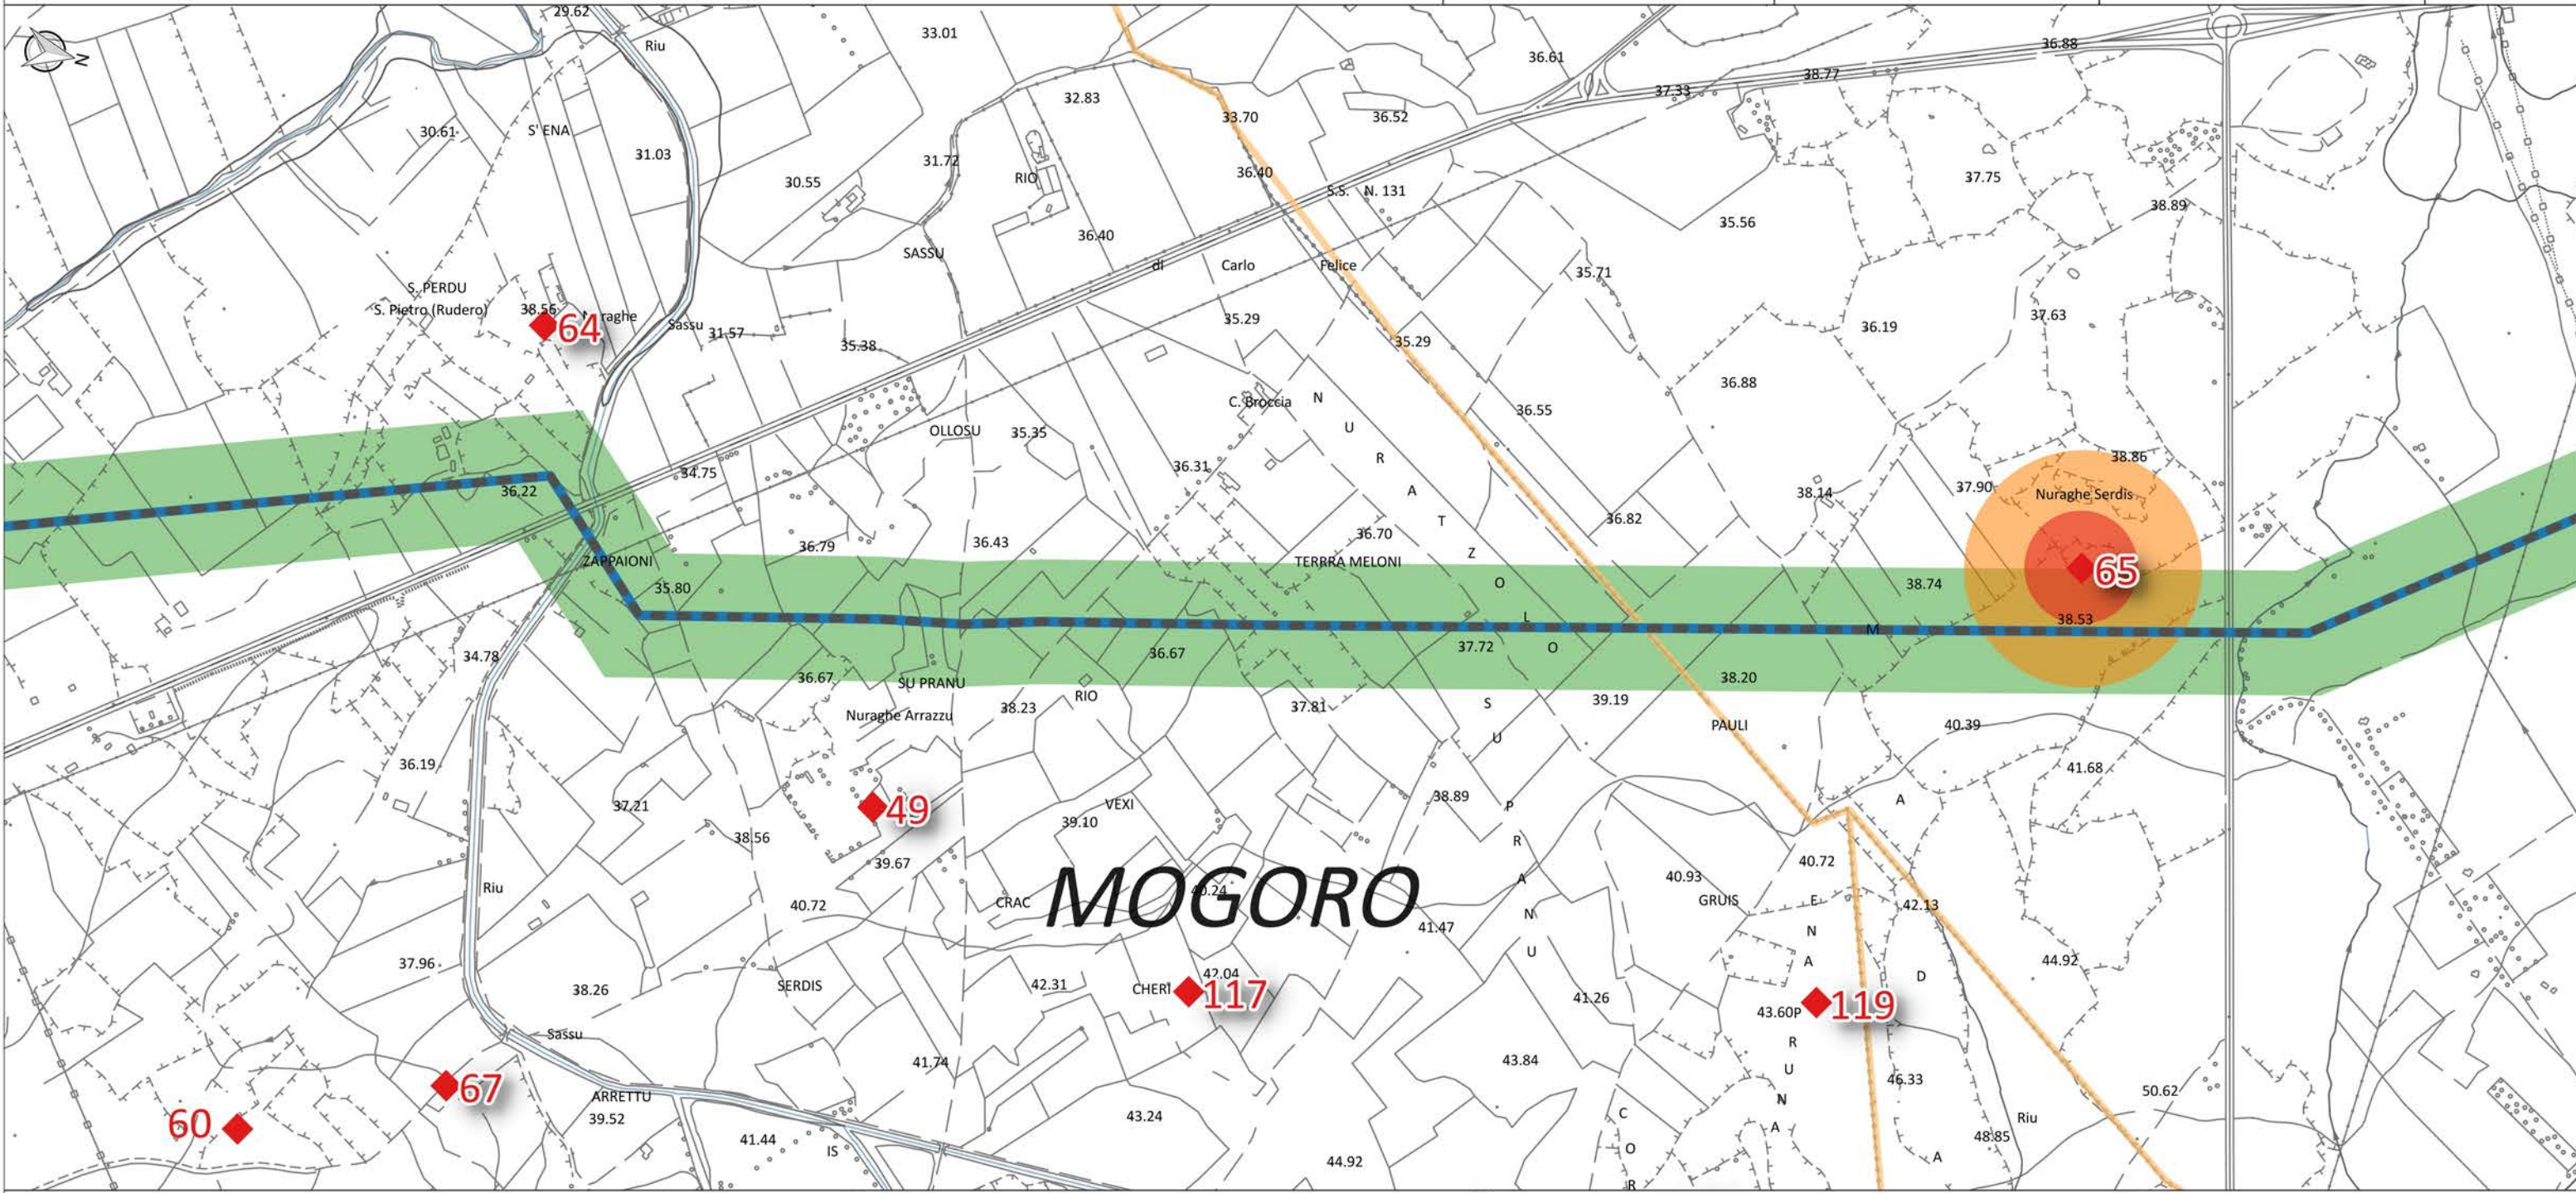 29.62
Riu
33.01
36.61
36.88
38.77
37.33
N
32.83
33.70
36.52
30.61
S' ENA
31.03
31.72
30.55
RIO
36.40
S.S. N. 131
37.75
38.89
35.56
36.40
SASSU
di Carlo Felice
35.71
S. PERDU
S. Pietro (Rudero)
38.56
64
raghe
Sassu
31.57
35.38
35.29
35.29
36.19
37.63
36.88
C. Broccia
36.55
OLLOSU
35.35
N
U
R
A
T
Z
O
L
O
36.31
34.75
36.22
38.86
Nuraghe Serdis
37.90
38.14
36.82
36.70
36.79
36.43
ZAPPAIONI
TERRRA MELONI
65
35.80
38.74
38.53
M
34.78
37.72
36.67
36.67
SU PRANU
RIO
38.20
39.19
Nuraghe Arrazzu
38.23
37.81
S
U
PAULI
40.39
36.19
41.68
37.21
49
VEXI
39.10
38.89
P
R
A
N
U
A
38.56
39.67
40.72
40.93
GRUIS
Riu
40.72
CRAC
MOGORO
40.24
E
N
A
42.13
41.47
37.96
44.92
38.26
SERDIS
42.31
CHERI
42.04
117
41.26
D
43.60
P
119
R
U
N
A
Sassu
41.74
43.84
67
60
ARRETTU
39.52
43.24
46.33
50.62
C
O
R
Riu
41.44
IS
44.92
48.85
A